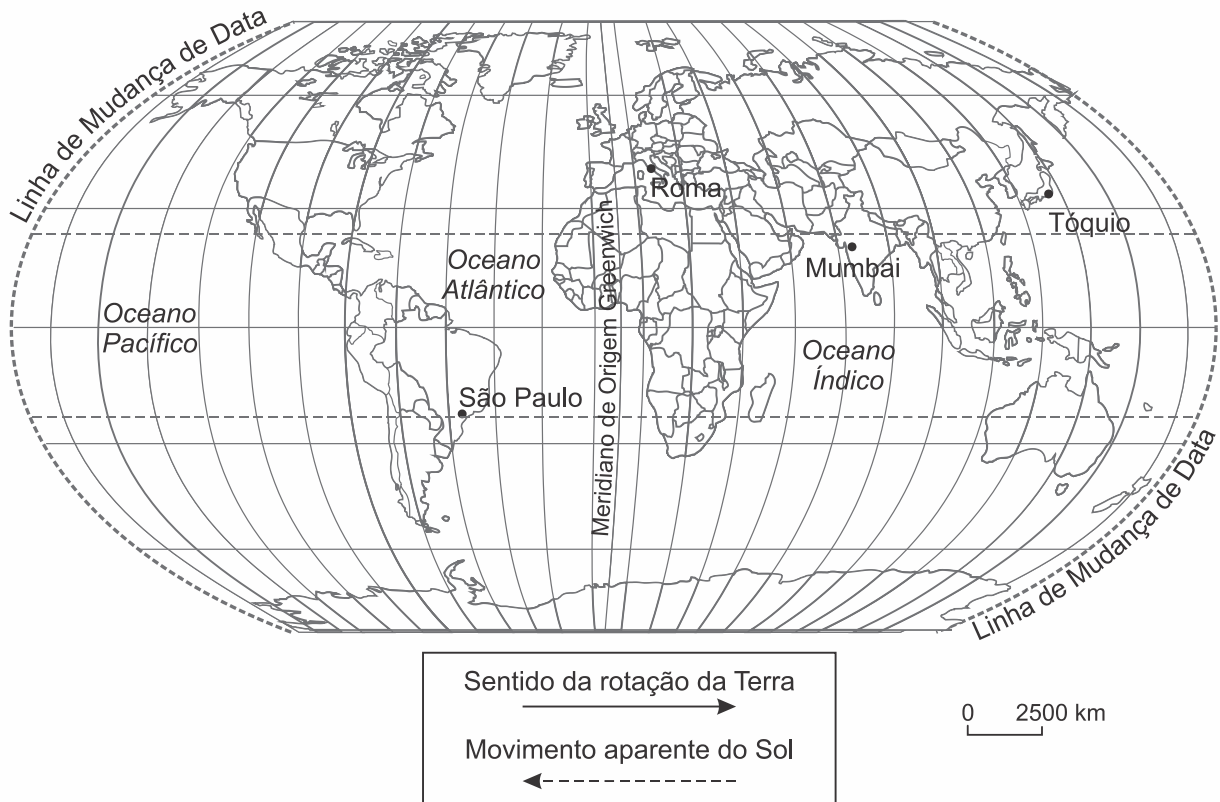 Linha de Mudança de Data
Roma
Tóquio
Mumbai
Oceano
Atlântico
Oceano
Pacífico
Meridiano de Origem Greenwich
Oceano
Índico
São Paulo
Linha de Mudança de Data
Sentido da rotação da Terra
Movimento aparente do Sol
0 2500 km